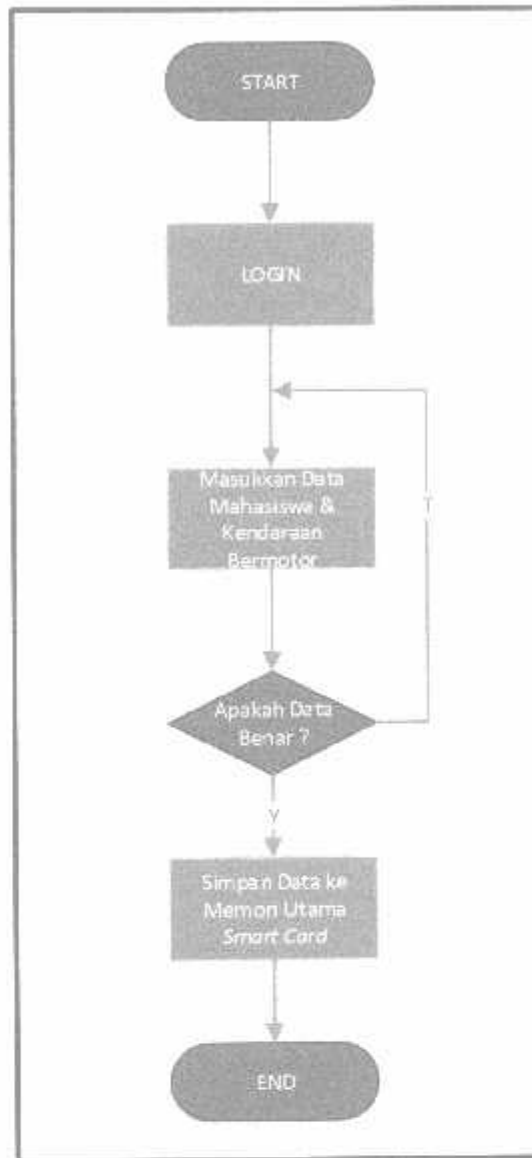 START
LOGIN
Masukkan Data
Mahasiswa &
Kendaraan
Bermotor
T
Apakah Data
Benar ?
Y
Simpan Data ke
Memori Utama
Smart Card
END